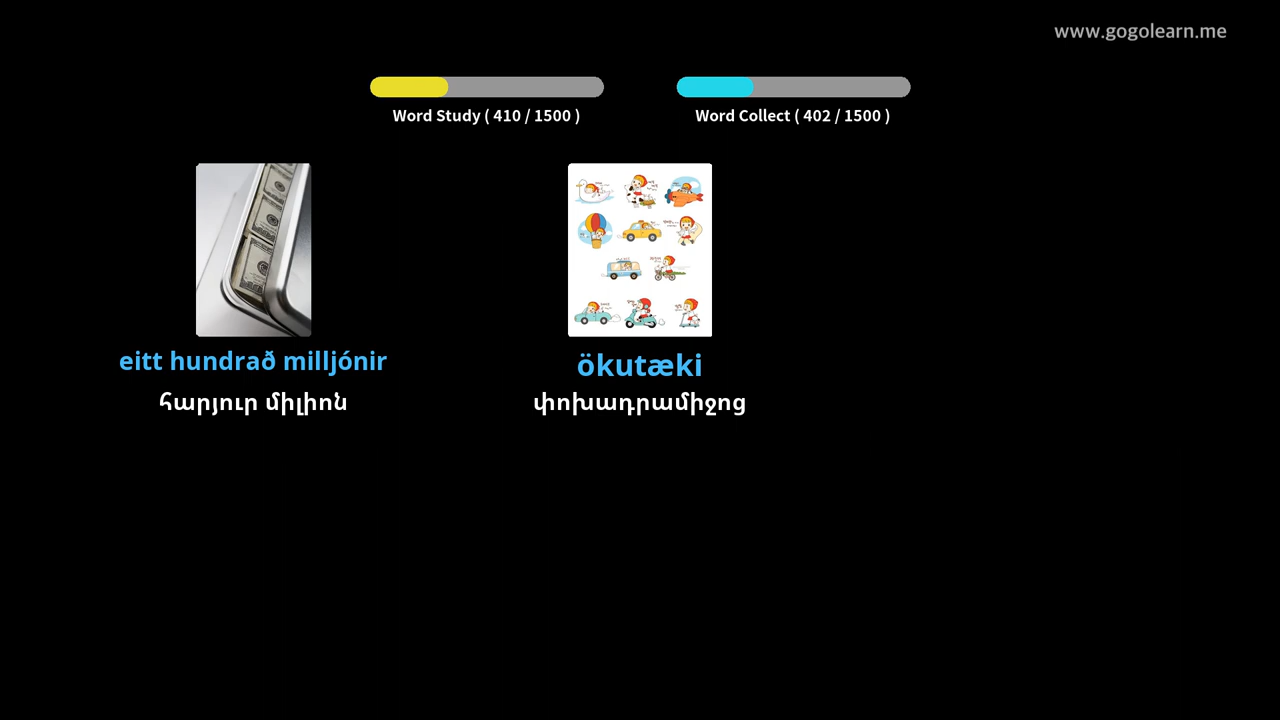 www.gogolearn.me
Word Study ( 410 / 1500 )
Word Collect ( 402 / 1500 )
eitt hundrað milljónir
հարյուր միլիոն
ökutæki
փոխադրամիջոց